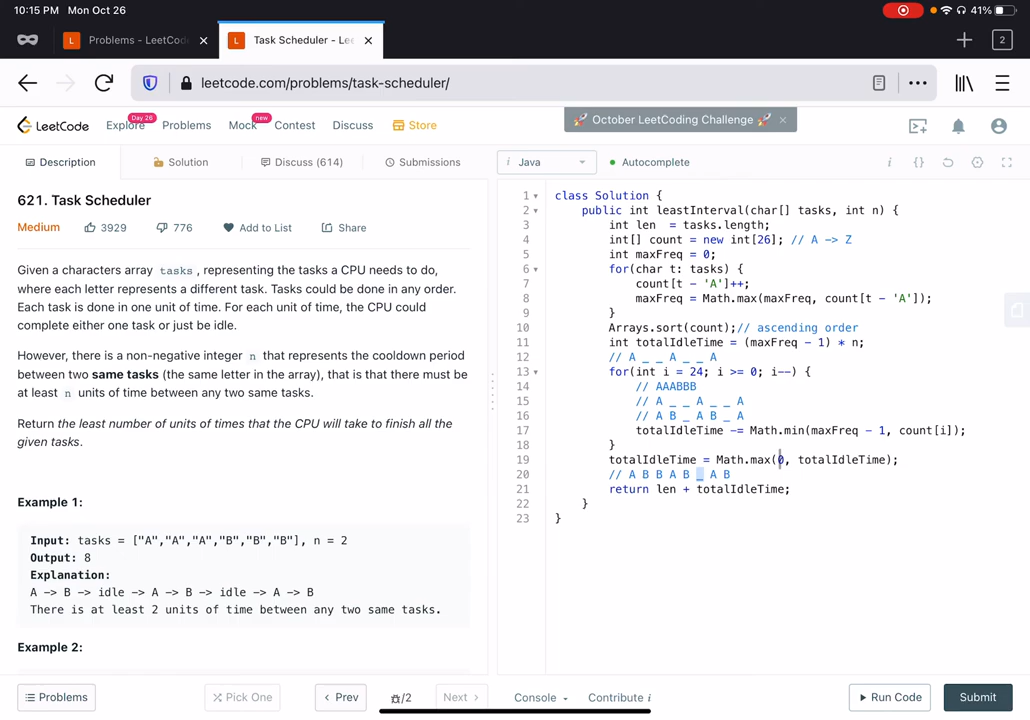 10:15 PM Mon Oct 26
41%
L Problems - LeetCod
L Task Scheduler - Lee
2
leetcode.com/problems/task-scheduler/
LeetCode
Explore
Day 26
Problems
Mock
new
Contest
Discuss
Store
October LeetCoding Challenge
Description
Solution
Discuss (614)
Submissions
i Java
Autocomplete
621. Task Scheduler
Medium
3929
776
Add to List
Share
Given a characters array tasks, representing the tasks a CPU needs to do,
where each letter represents a different task. Tasks could be done in any order.
Each task is done in one unit of time. For each unit of time, the CPU could
complete either one task or just be idle.
However, there is a non-negative integer n that represents the cooldown period
between two same tasks (the same letter in the array), that is that there must be
at least n units of time between any two same tasks.
Return the least number of units of times that the CPU will take to finish all the
given tasks.
Example 1:
Input: tasks = ["A","A","A","B","B","B"], n = 2
Output: 8
Explanation:
A -> B -> idle -> A -> B -> idle -> A -> B
There is at least 2 units of time between any two same tasks.
Example 2:
1 class Solution {
2 public int leastInterval(char[] tasks, int n) {
3 int len = tasks.length;
4 int[] count = new int[26]; // A -> Z
5 int maxFreq = 0;
6 for(char t: tasks) {
7 count[t - 'A']++;
8 maxFreq = Math.max(maxFreq, count[t - 'A']);
9 }
10 Arrays.sort(count);// ascending order
11 int totalIdleTime = (maxFreq - 1) * n;
12 // A _ _ A _ _ A
13 for(int i = 24; i >= 0; i--) {
14 // AAABBB
15 // A _ _ A _ _ A
16 // A B _ A B _ A
17 totalIdleTime -= Math.min(maxFreq - 1, count[i]);
18 }
19 totalIdleTime = Math.max(0, totalIdleTime);
20 // A B B A B _ A B
21 return len + totalIdleTime;
22 }
23 }
Problems
Pick One
Prev
/2
Next
Console
Contribute i
Run Code
Submit